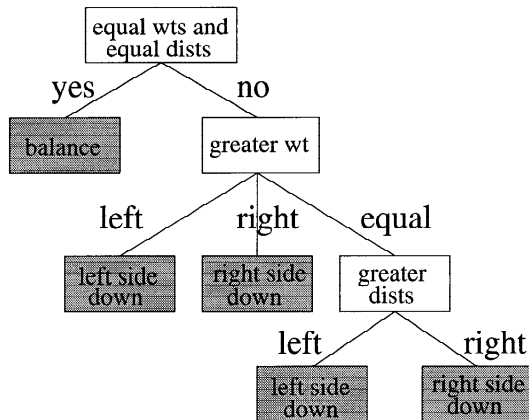 equal wts and
equal dists
yes
no
balance
greater wt
left
right
equal
left side
down
right side
down
greater
dists
left
right
left side
down
right side
down